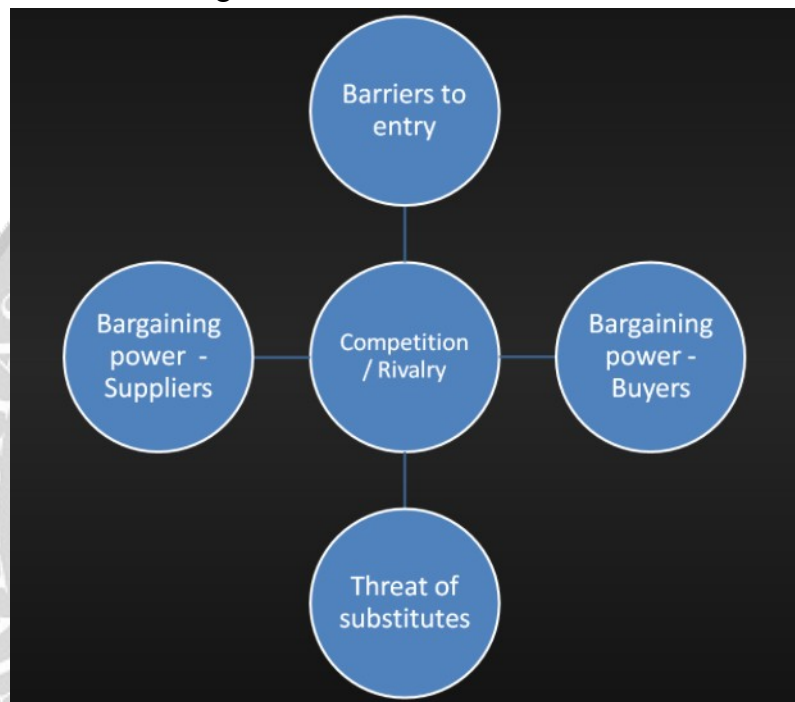 Barriers to
entry
Bargaining
power -
Suppliers
Competition
/ Rivalry
Bargaining
power -
Buyers
Threat of
substitutes